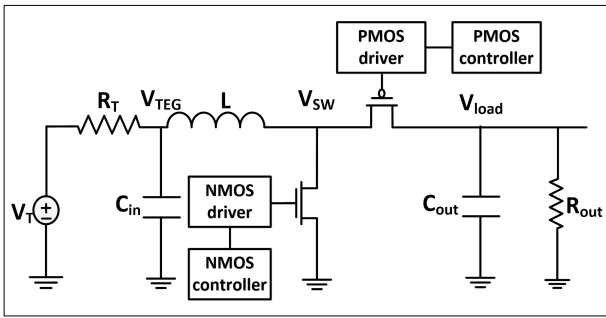 PMOS
driver
PMOS
controller
R_T
V_TEG
L
V_SW
V_load
V_T
+
−
C_in
NMOS
driver
NMOS
controller
C_out
R_out